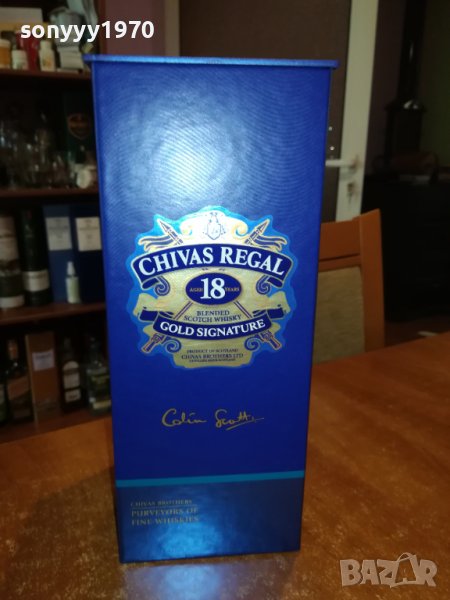 sonyyy1970
CHIVAS REGAL
AGED 18 YEARS
BLENDED
SCOTCH WHISKY
GOLD SIGNATURE
PRODUCT OF SCOTLAND
CHIVAS BROTHERS LTD
Colin Scott
CHIVAS BROTHERS
PURVEYORS OF
FINE WHISKIES
BAZAR